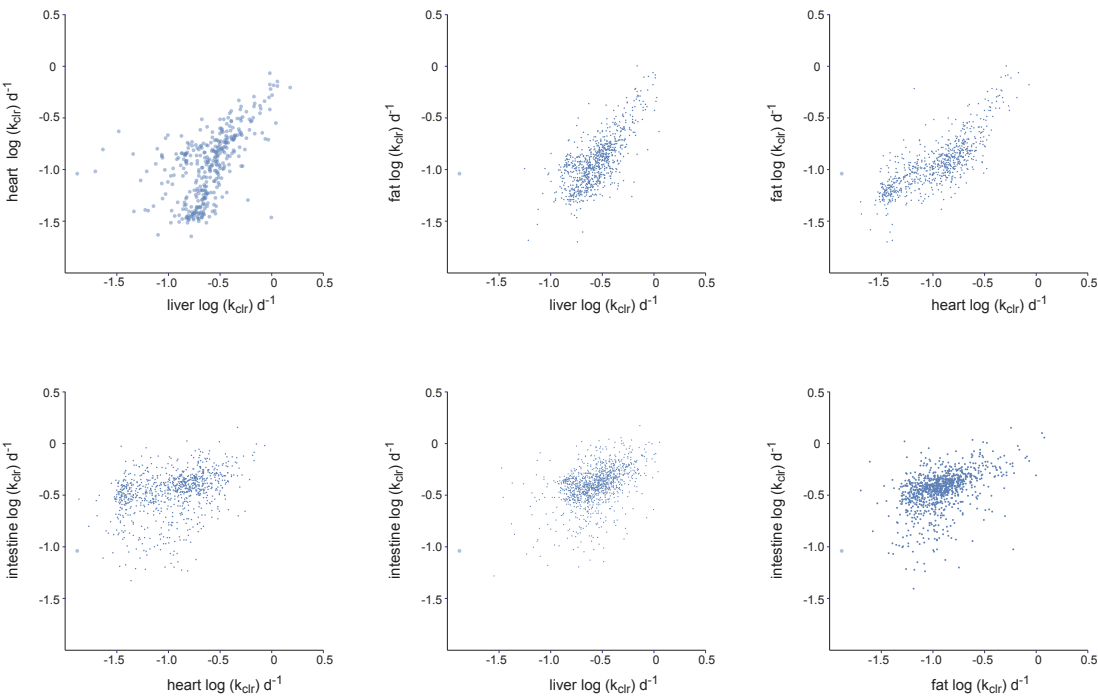 0.5 0.5 0.5
0 0 0
-0.5 -0.5 -0.5
-1.0 -1.0 -1.0
-1.5 -1.5 -1.5
heart log (kclr) d-1
fat log (kclr) d-1
fat log (kclr) d-1
-1.5 -1.0 -0.5 0 0.5 -1.5 -1.0 -0.5 0 0.5 -1.5 -1.0 -0.5 0 0.5
liver log (kclr) d-1 liver log (kclr) d-1 heart log (kclr) d-1
0.5 0.5 0.5
0 0 0
-0.5 -0.5 -0.5
-1.0 -1.0 -1.0
-1.5 -1.5 -1.5
intestine log (kclr) d-1
intestine log (kclr) d-1
intestine log (kclr) d-1
-1.5 -1.0 -0.5 0 0.5 -1.5 -1.0 -0.5 0 0.5 -1.5 -1.0 -0.5 0 0.5
heart log (kclr) d-1 liver log (kclr) d-1 fat log (kclr) d-1